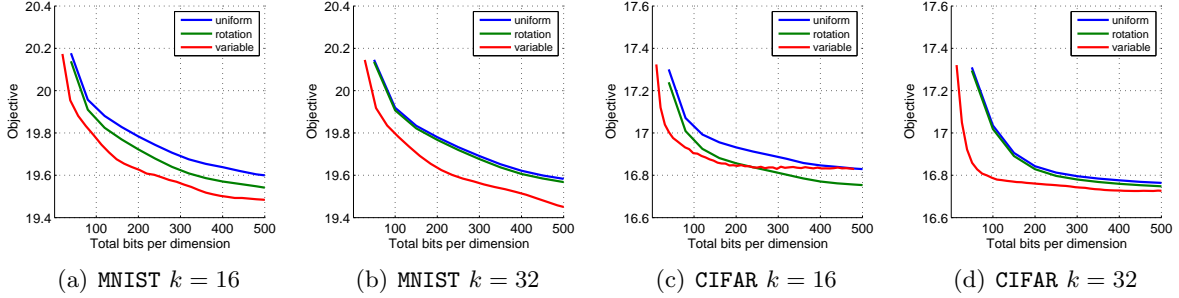 20.4
20.2
20
19.8
19.6
19.4
Objective
100 200 300 400 500
Total bits per dimension
uniform
rotation
variable
(a) MNIST k = 16
20.4
20.2
20
19.8
19.6
19.4
Objective
100 200 300 400 500
Total bits per dimension
uniform
rotation
variable
(b) MNIST k = 32
17.8
17.6
17.4
17.2
17
16.8
16.6
Objective
100 200 300 400 500
Total bits per dimension
uniform
rotation
variable
(c) CIFAR k = 16
17.8
17.6
17.4
17.2
17
16.8
16.6
Objective
100 200 300 400 500
Total bits per dimension
uniform
rotation
variable
(d) CIFAR k = 32